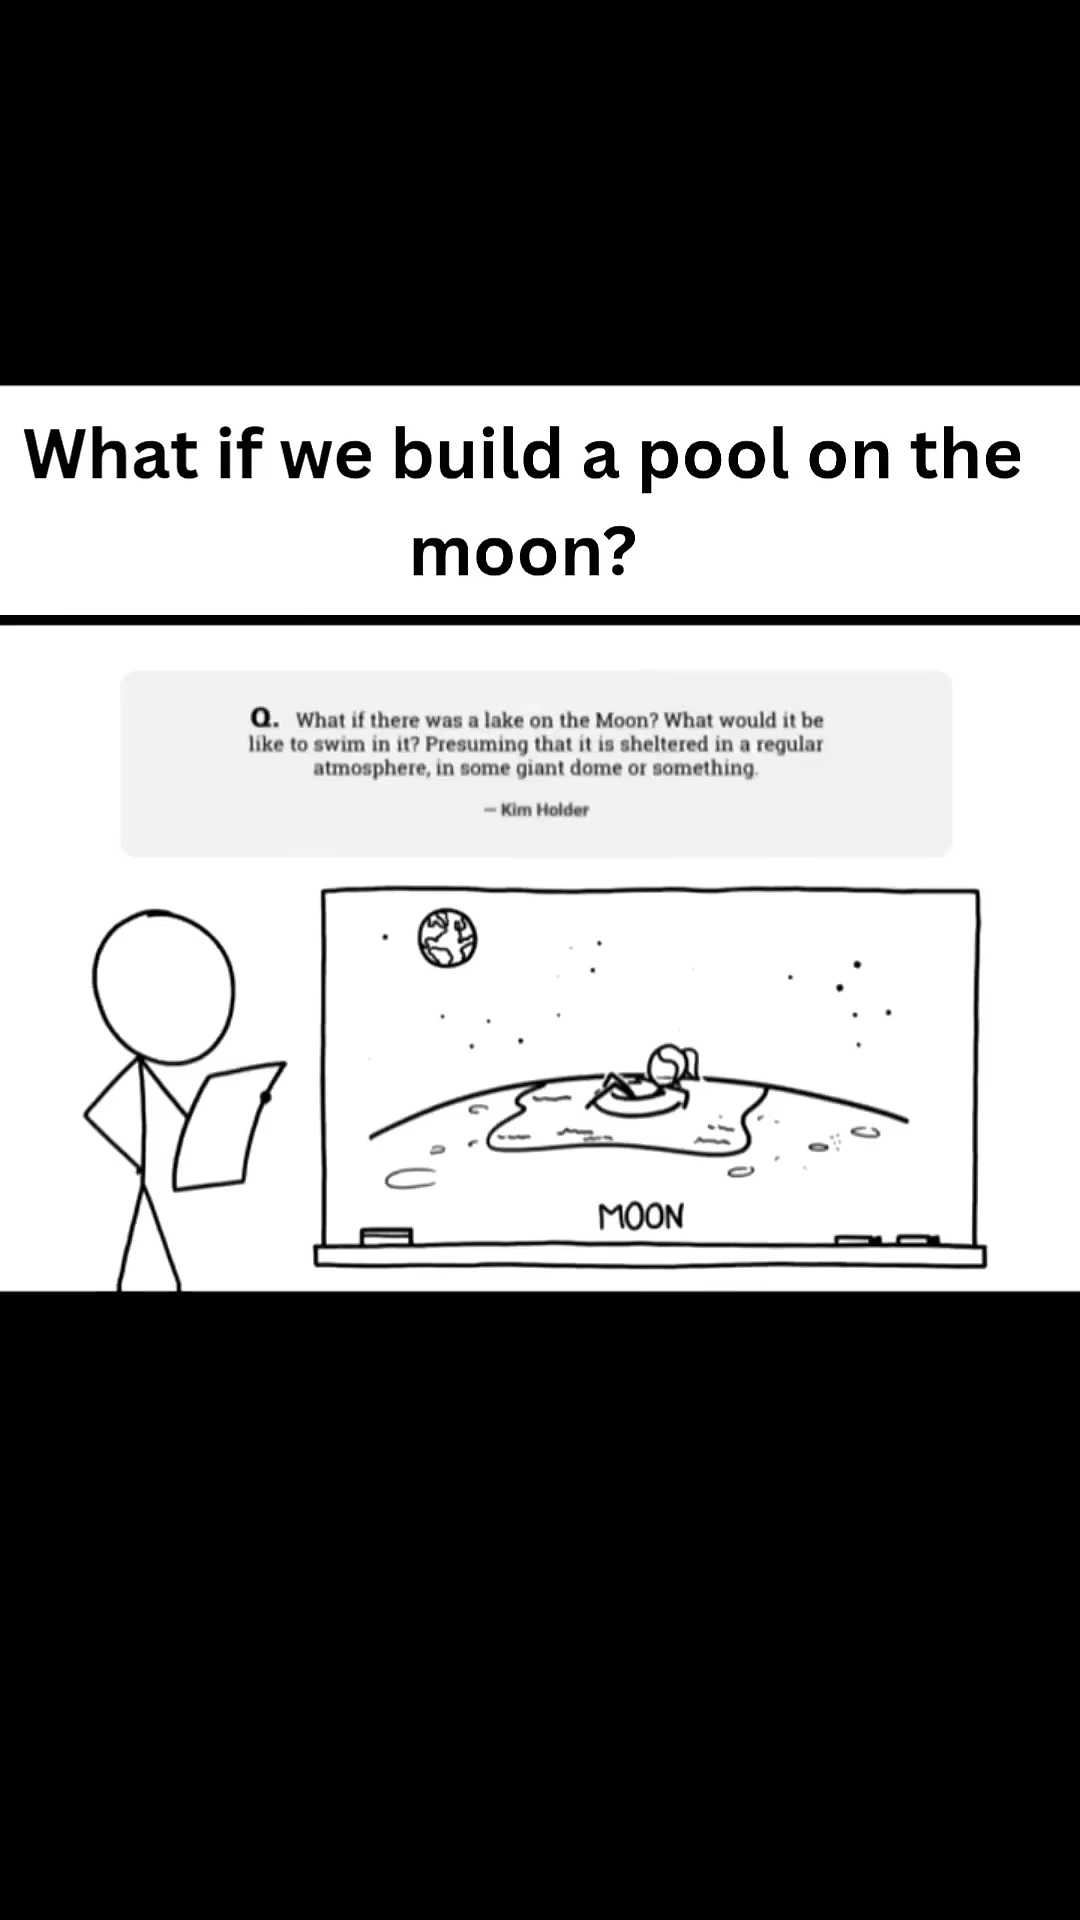 What if we build a pool on the
moon?
Q. What if there was a lake on the Moon? What would it be
like to swim in it? Presuming that it is sheltered in a regular
atmosphere, in some giant dome or something.
— Kim Holder
MOON